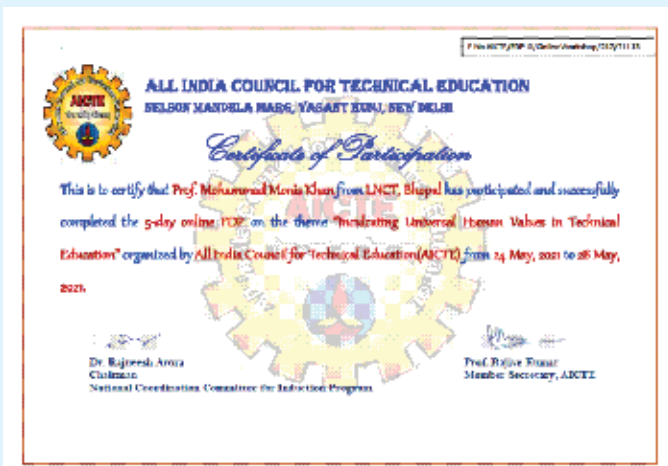 ALL INDIA COUNCIL FOR TECHNICAL EDUCATION
NELSON MANDELA MARG, VASANT KUNJ, NEW DELHI
AICTE
Certificate of Participation
This is to certify that Prof. Mohammad Monis Khan from LNCT, Bhopal has participated and successfully
completed the 5-day online FDP on the theme "Inculcating Universal Human Values in Technical
Education" organized by All India Council for Technical Education(AICTE) from 24 May, 2021 to 28 May,
2021.
AICTE
Dr. Rajneesh Arora
Chairman
National Coordination Committee for Induction Program
Prof. Rajive Kumar
Member Secretary, AICTE